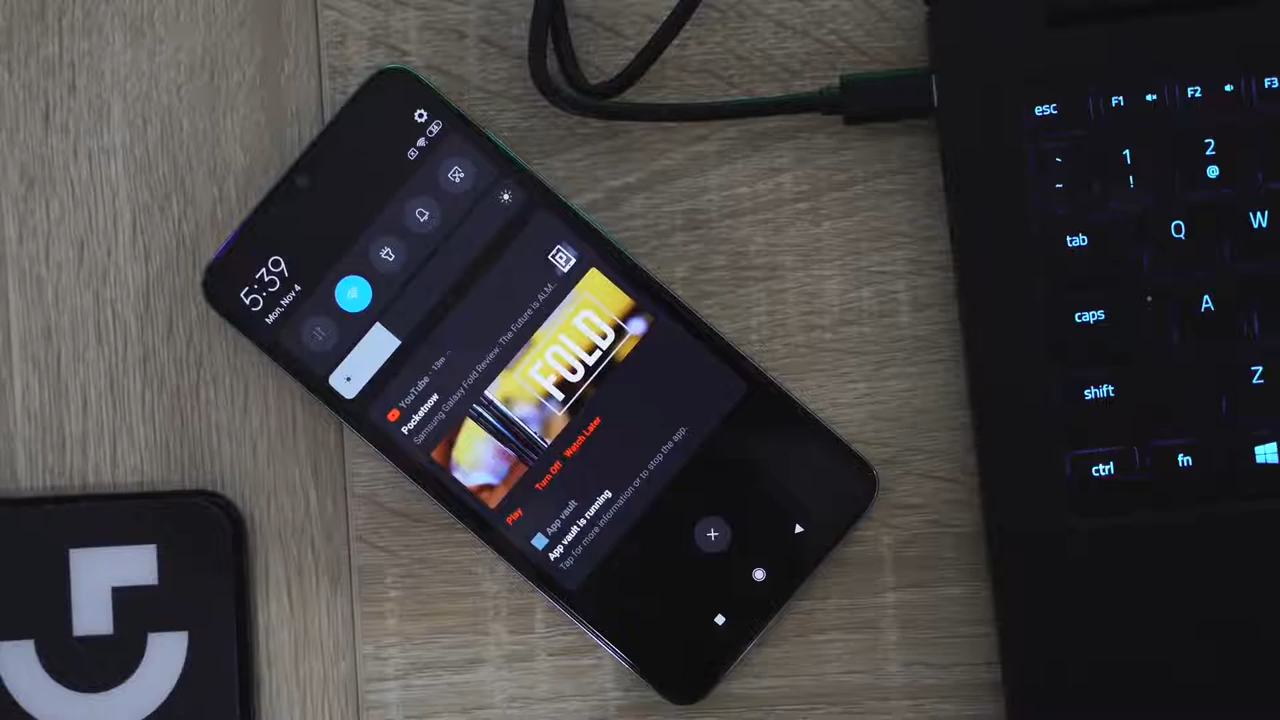 5:39
Mon, Nov 4
YouTube · 13m
Pocketnow
Samsung Galaxy Fold Review: The Future is ALM...
FOLD
Play
Turn Off
Watch Later
App vault
App vault is running
Tap for more information or to stop the app.
esc
F1
F2
F3
` ~
1 !
2 @
tab
Q
W
caps
A
shift
Z
ctrl
fn